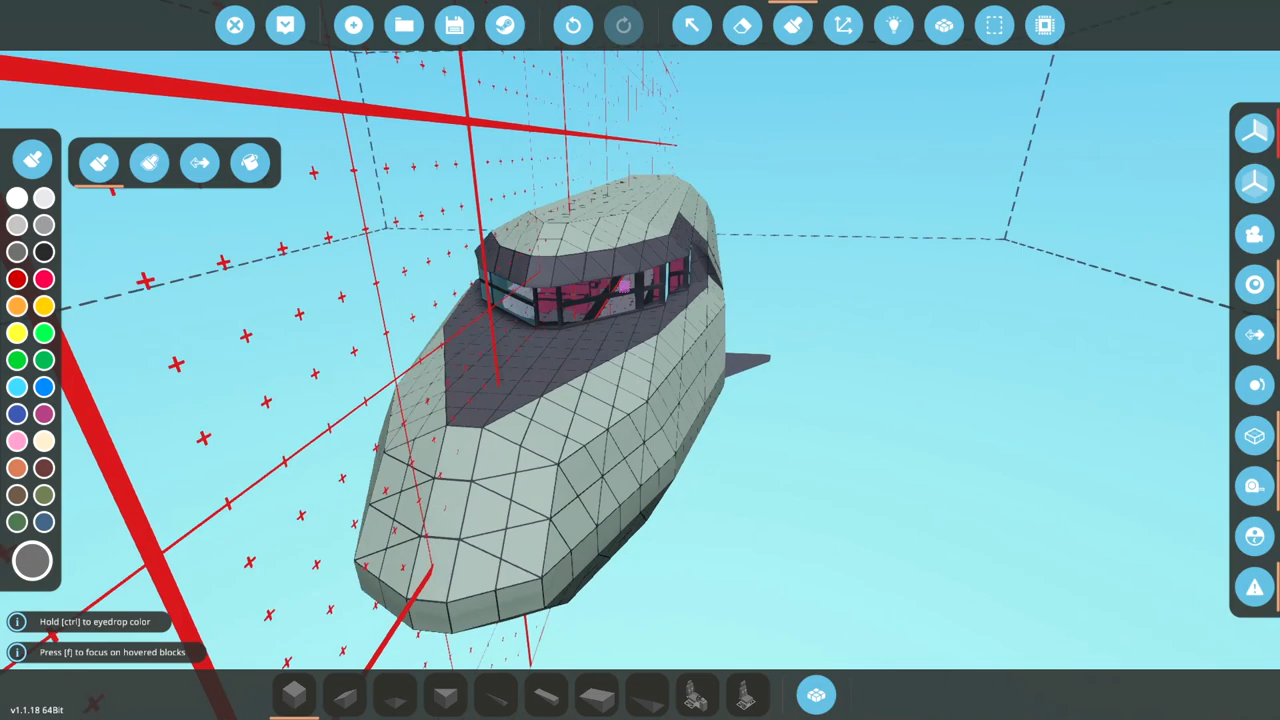 Hold [ctrl] to eyedrop color
Press [f] to focus on hovered blocks
v1.1.18 64Bit